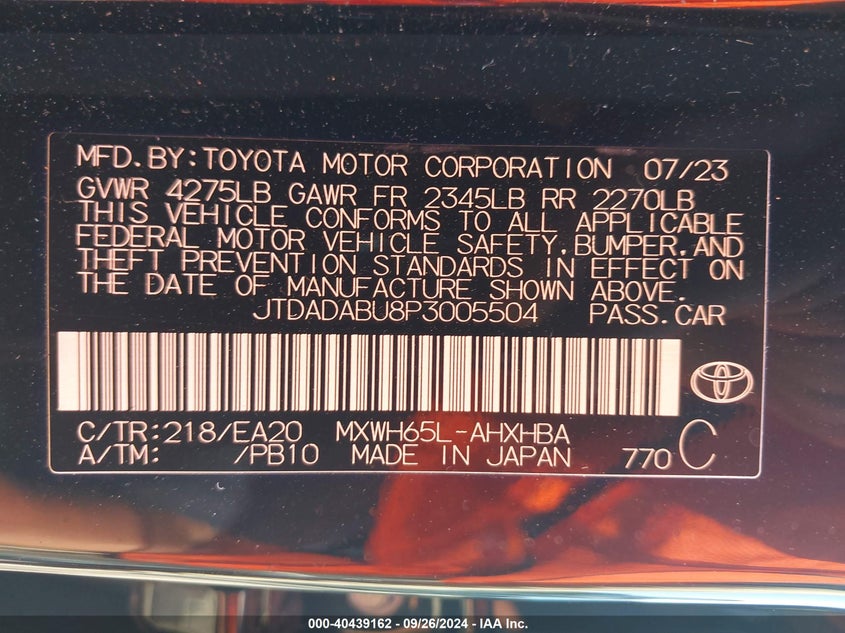 MFD.BY:TOYOTA MOTOR CORPORATION 07/23
GVWR 4275LB GAWR FR 2345LB RR 2270LB
THIS VEHICLE CONFORMS TO ALL APPLICABLE
FEDERAL MOTOR VEHICLE SAFETY,BUMPER,AND
THEFT PREVENTION STANDARDS IN EFFECT ON
THE DATE OF MANUFACTURE SHOWN ABOVE.
JTDADABU8P3005504 PASS.CAR
C/TR:218/EA20 MXWH65L-AHXHBA
A/TM: /PB10 MADE IN JAPAN 770 C
000-40439162 - 09/26/2024 - IAA Inc.